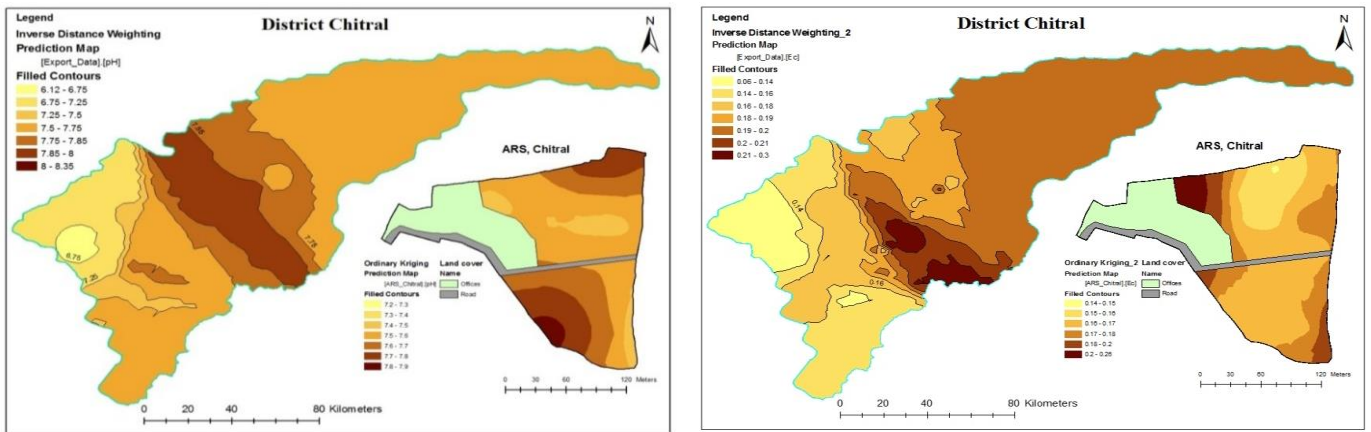 Legend
District Chitral
N
Inverse Distance Weighting
Prediction Map
[Export_Data].[pH]
Filled Contours
6.12 - 6.75
6.75 - 7.25
7.25 - 7.5
7.5 - 7.75
7.75 - 7.85
7.85 - 8
8 - 8.35
7.85
7.75
6.75
ARS, Chitral
Ordinary Kriging
Prediction Map
[ARS_Chitral].[pH]
Filled Contours
7.2 - 7.3
7.3 - 7.4
7.4 - 7.5
7.5 - 7.6
7.6 - 7.7
7.7 - 7.8
7.8 - 7.9
Land cover
Name
Offices
Road
0 30 60 120 Meters
0 20 40 80 Kilometers
Legend
District Chitral
N
Inverse Distance Weighting_2
Prediction Map
[Export_Data].[Ec]
Filled Contours
0.06 - 0.14
0.14 - 0.16
0.16 - 0.18
0.18 - 0.19
0.19 - 0.2
0.2 - 0.21
0.21 - 0.3
0.14
0.16
ARS, Chitral
Ordinary Kriging_2
Prediction Map
[ARS_Chitral].[Ec]
Filled Contours
0.14 - 0.15
0.15 - 0.16
0.16 - 0.17
0.17 - 0.18
0.18 - 0.2
0.2 - 0.26
Land cover
Name
Offices
Road
0 30 60 120 Meters
0 20 40 80 Kilometers